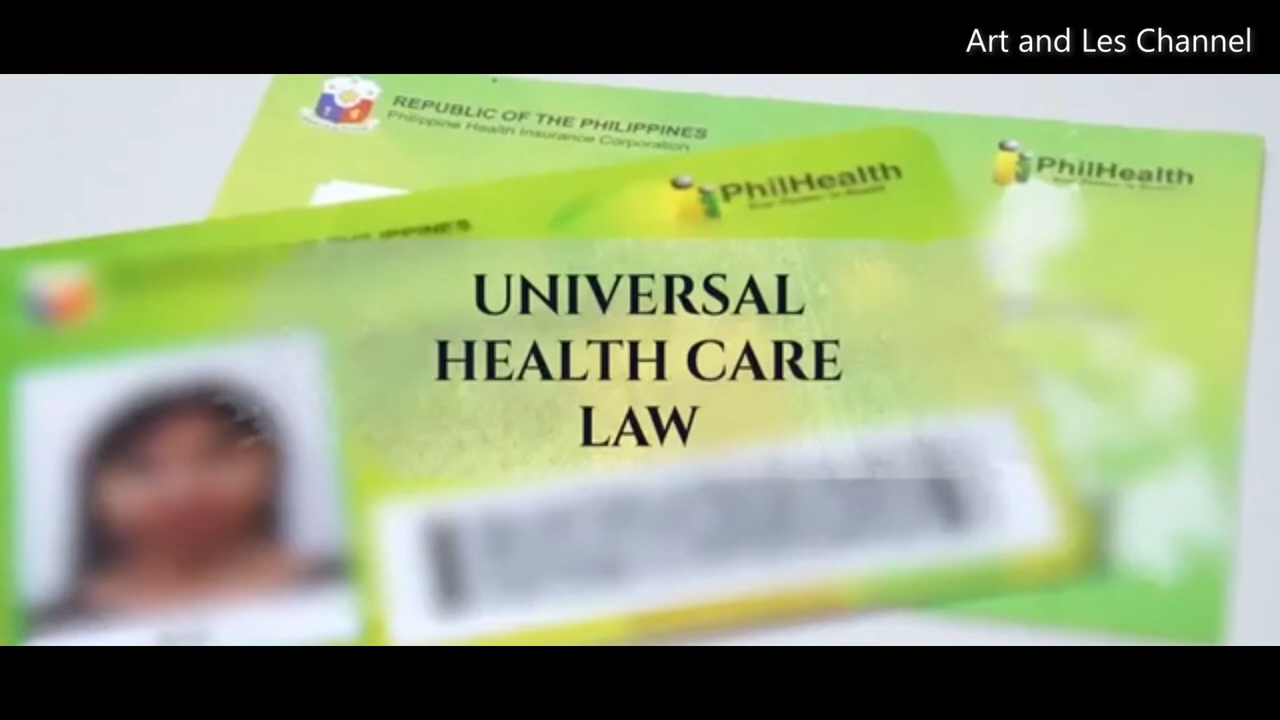 Art and Les Channel
REPUBLIC OF THE PHILIPPINES
Philippine Health Insurance Corporation
PhilHealth
PhilHealth
UNIVERSAL
HEALTH CARE
LAW